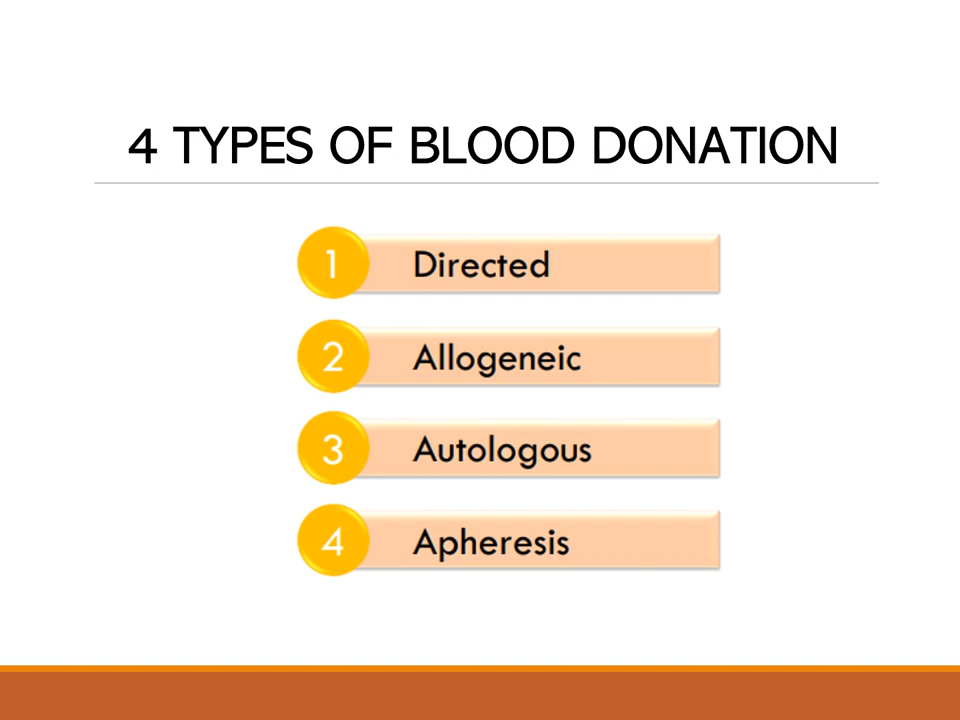 4 TYPES OF BLOOD DONATION
1 Directed
2 Allogeneic
3 Autologous
4 Apheresis